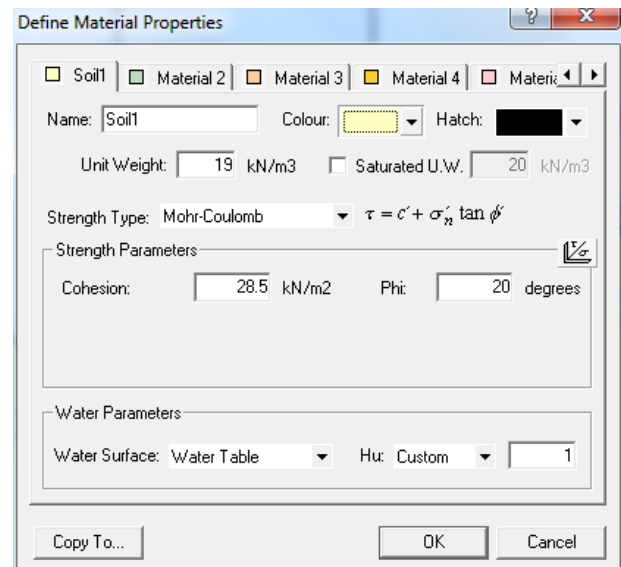 Define Material Properties ? X
Soil1 Material 2 Material 3 Material 4 Materia
Name: Soil1 Colour: Hatch:
Unit Weight: 19 kN/m3 Saturated U.W. 20 kN/m3
Strength Type: Mohr-Coulomb τ = c′ + σ′n tan ϕ′
Strength Parameters τ/σ
Cohesion: 28.5 kN/m2 Phi: 20 degrees
Water Parameters
Water Surface: Water Table Hu: Custom 1
Copy To... OK Cancel